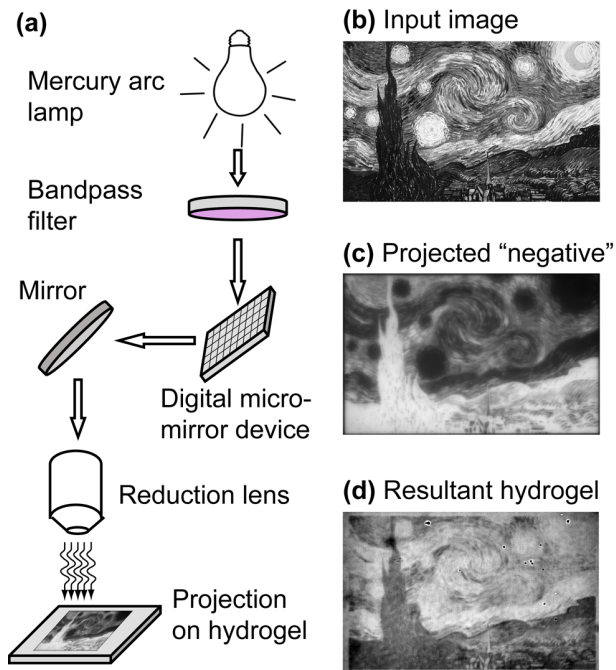 (a)
Mercury arc
lamp
Bandpass
filter
Mirror
Digital micro-
mirror device
Reduction lens
Projection
on hydrogel
(b) Input image
(c) Projected “negative”
(d) Resultant hydrogel